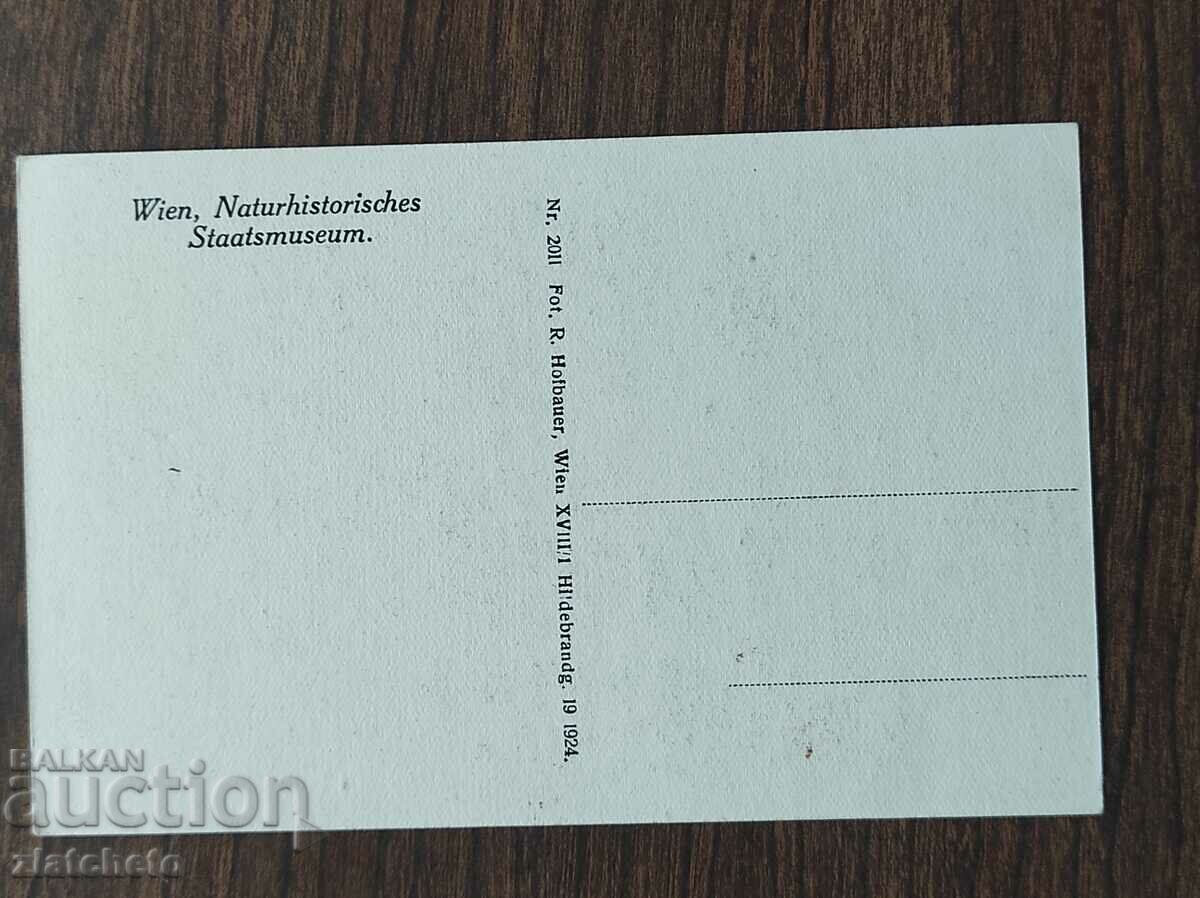 Wien, Naturhistorisches
Staatsmuseum.
Nr. 2011 Fot. R. Hofbauer, Wien XVIII/1 Hildebrandg. 19 1924.
BALKAN
auction
zlatcheto